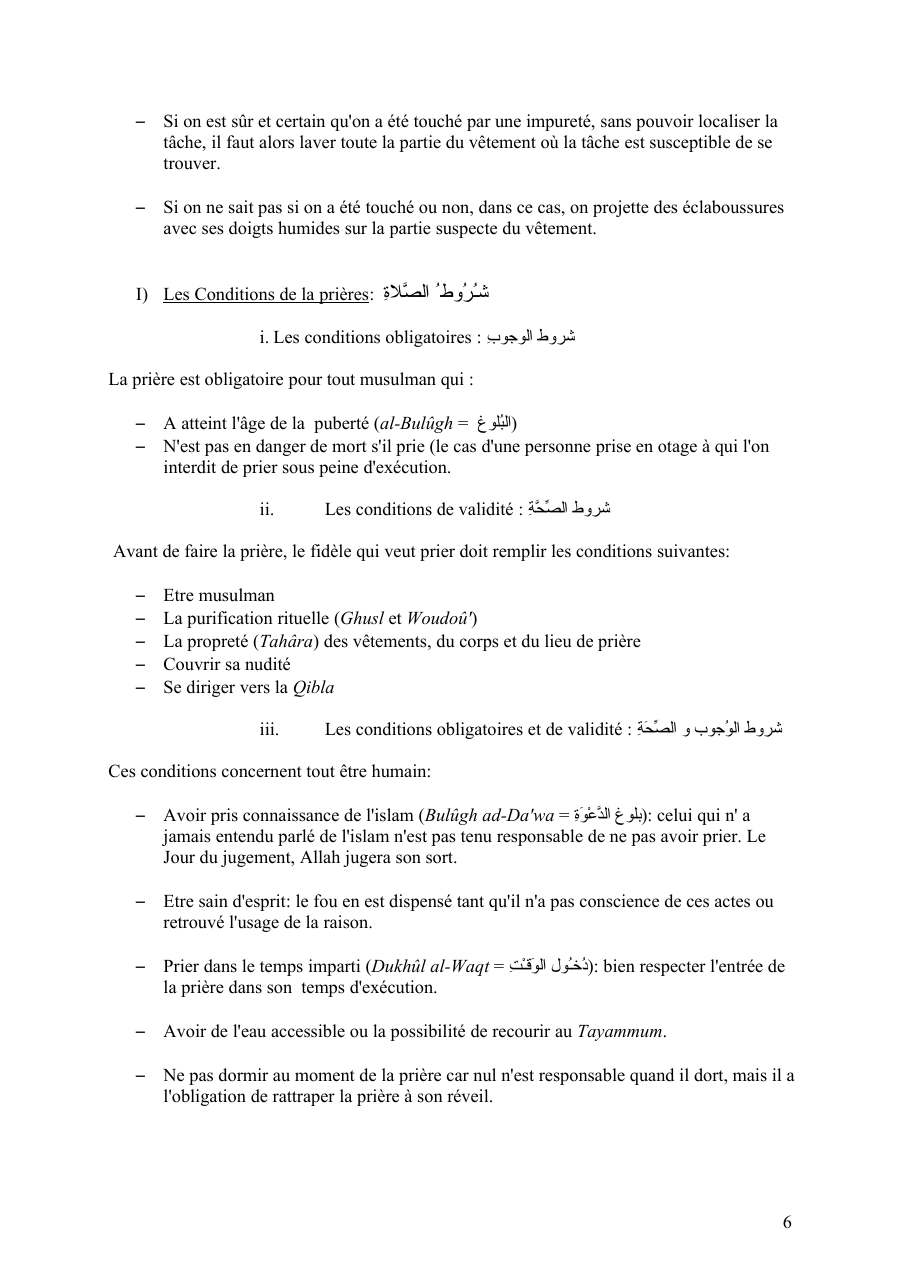 – Si on est sûr et certain qu'on a été touché par une impureté, sans pouvoir localiser la
tâche, il faut alors laver toute la partie du vêtement où la tâche est susceptible de se
trouver.
– Si on ne sait pas si on a été touché ou non, dans ce cas, on projette des éclaboussures
avec ses doigts humides sur la partie suspecte du vêtement.
I) Les Conditions de la prières: شـُرُوطُ الصَّلاةِ
i. Les conditions obligatoires : شروط الوجوبِ
La prière est obligatoire pour tout musulman qui :
– A atteint l'âge de la puberté (al-Bulûgh = البُلوغ)
– N'est pas en danger de mort s'il prie (le cas d'une personne prise en otage à qui l'on
interdit de prier sous peine d'exécution.
ii. Les conditions de validité : شروط الصِّحَّةِ
Avant de faire la prière, le fidèle qui veut prier doit remplir les conditions suivantes:
– Etre musulman
– La purification rituelle (Ghusl et Woudoû')
– La propreté (Tahâra) des vêtements, du corps et du lieu de prière
– Couvrir sa nudité
– Se diriger vers la Qibla
iii. Les conditions obligatoires et de validité : شروط الوُجوب و الصِّحَةِ
Ces conditions concernent tout être humain:
– Avoir pris connaissance de l'islam (Bulûgh ad-Da'wa = بلوغ الدَّعْوَةِ): celui qui n' a
jamais entendu parlé de l'islam n'est pas tenu responsable de ne pas avoir prier. Le
Jour du jugement, Allah jugera son sort.
– Etre sain d'esprit: le fou en est dispensé tant qu'il n'a pas conscience de ces actes ou
retrouvé l'usage de la raison.
– Prier dans le temps imparti (Dukhûl al-Waqt = دُخـُول الوَقـْتِ): bien respecter l'entrée de
la prière dans son temps d'exécution.
– Avoir de l'eau accessible ou la possibilité de recourir au Tayammum.
– Ne pas dormir au moment de la prière car nul n'est responsable quand il dort, mais il a
l'obligation de rattraper la prière à son réveil.
6